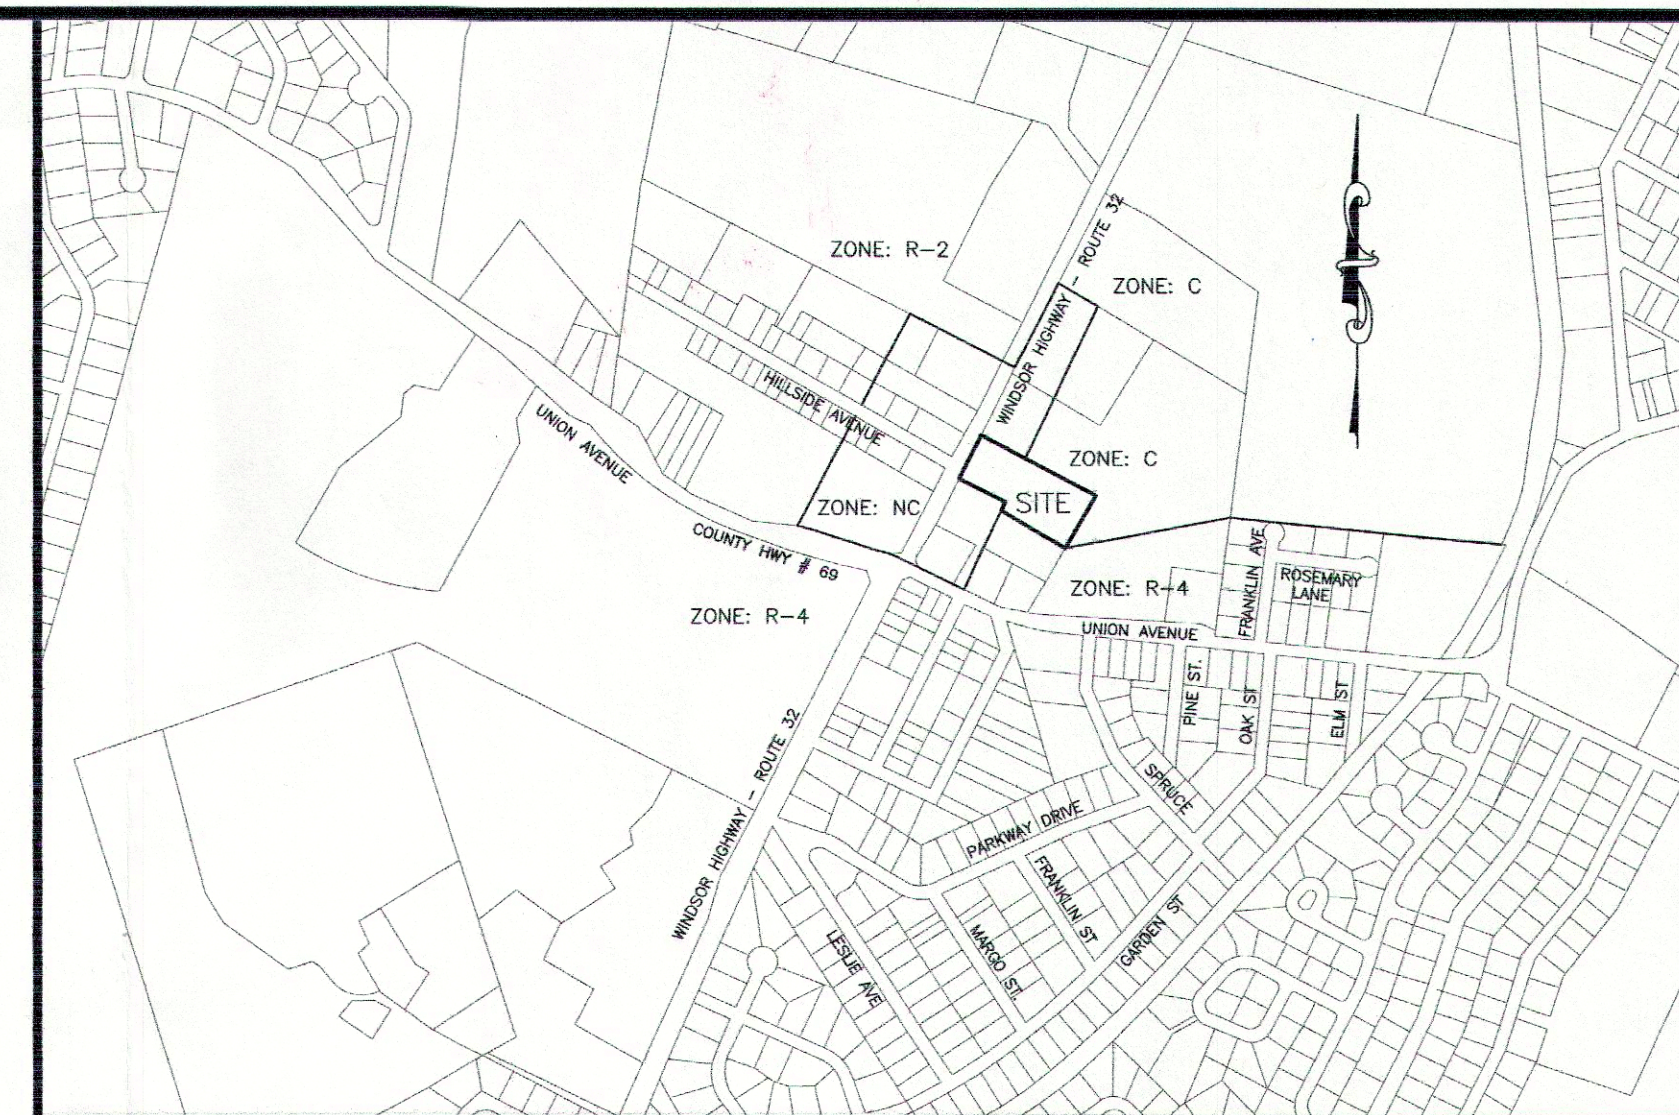 ZONE: R-2
WINDSOR HIGHWAY - ROUTE 32
ZONE: C
HILLSIDE AVENUE
UNION AVENUE
ZONE: C
ZONE: NC
SITE
COUNTY HWY # 69
ZONE: R-4
ZONE: R-4
FRANKLIN AVE
ROSEMARY
LANE
UNION AVENUE
PINE ST.
OAK ST
ELM ST
WINDSOR HIGHWAY - ROUTE 32
SPRUCE
PARKWAY DRIVE
FRANKLIN ST
GARDEN ST
MARGO ST.
LESLIE AVE